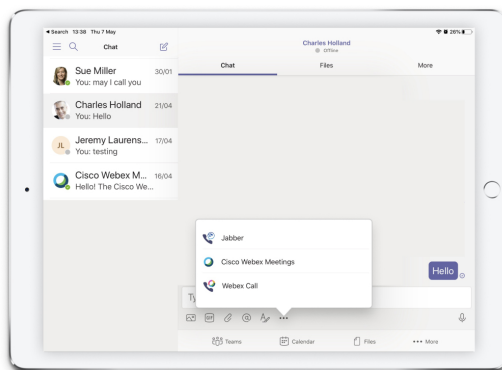 Search 13:38 Thu 7 May
26%
Chat
Sue Miller 30/01
You: may I call you
Charles Holland 21/04
You: Hello
JL
Jeremy Laurens... 17/04
You: testing
Cisco Webex M... 16/04
Hello! The Cisco We...
Charles Holland
Offline
Chat Files More
Hello
Jabber
Cisco Webex Meetings
Webex Call
Ty
GIF
Teams Calendar Files More